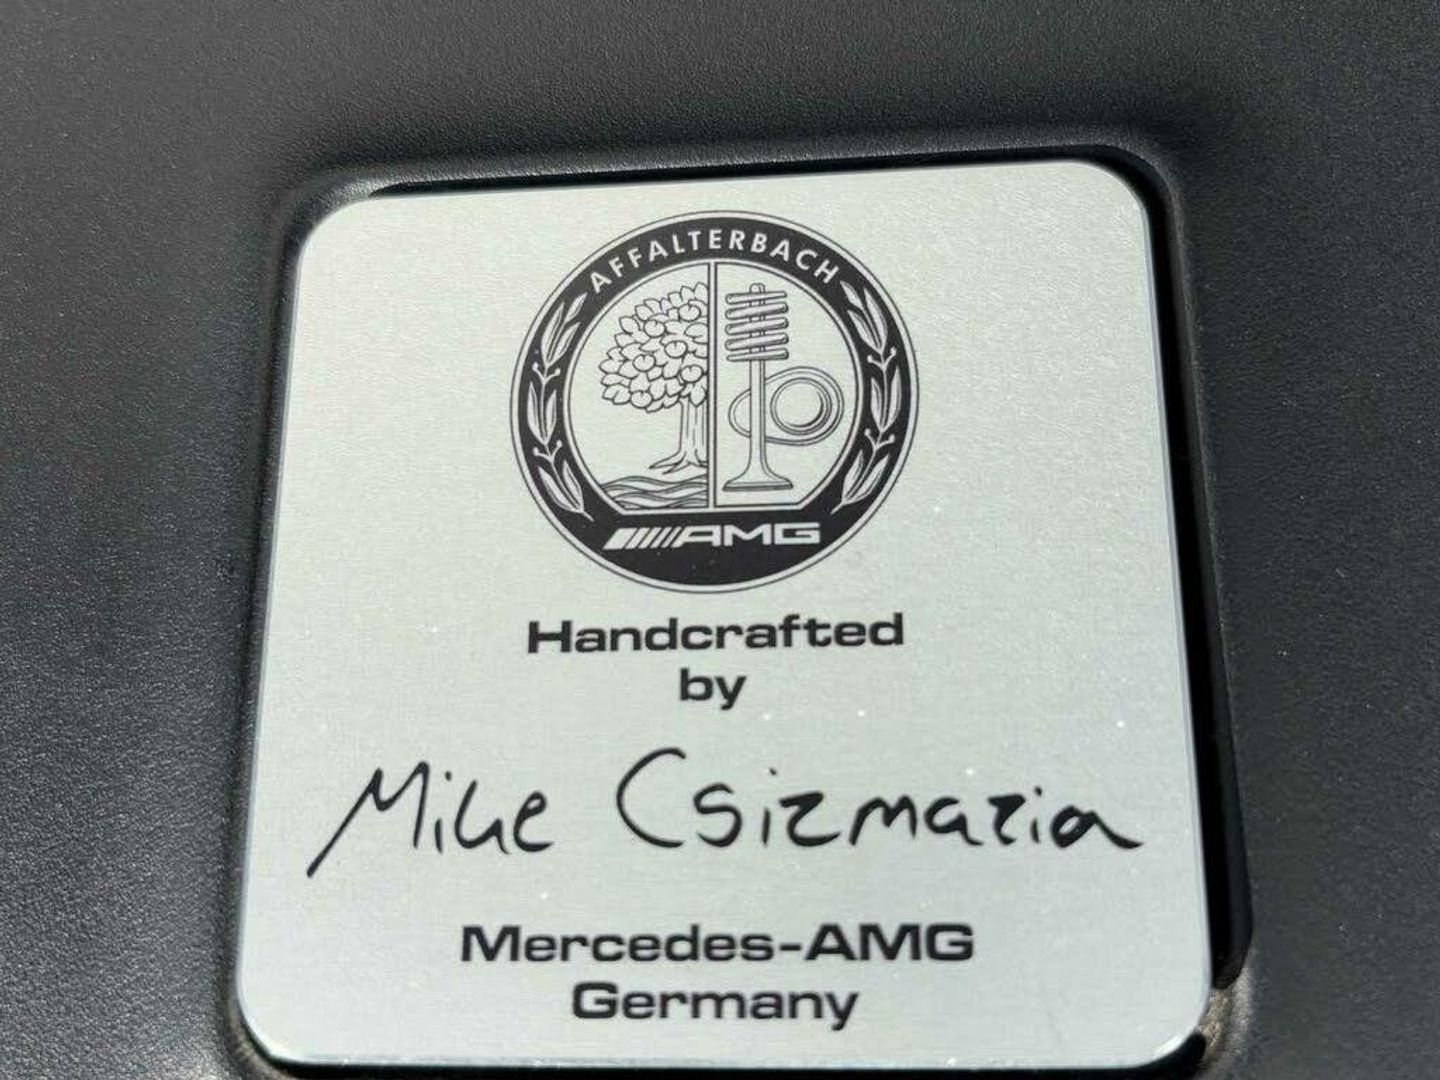 AFFALTERBACH
AMG
Handcrafted
by
Mike Csizmazia
Mercedes-AMG
Germany